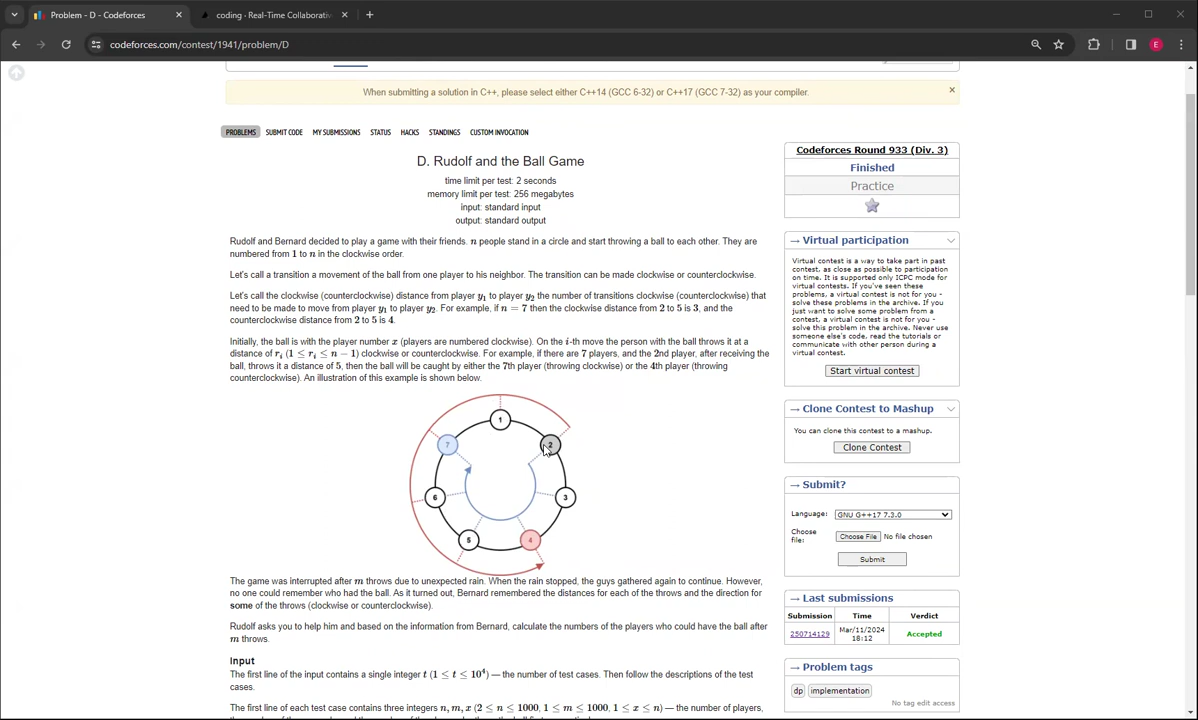 Problem - D - Codeforces
coding - Real-Time Collaborativ
codeforces.com/contest/1941/problem/D
E
When submitting a solution in C++, please select either C++14 (GCC 6-32) or C++17 (GCC 7-32) as your compiler.
PROBLEMS SUBMIT CODE MY SUBMISSIONS STATUS HACKS STANDINGS CUSTOM INVOCATION
D. Rudolf and the Ball Game
time limit per test: 2 seconds
memory limit per test: 256 megabytes
input: standard input
output: standard output
Rudolf and Bernard decided to play a game with their friends. n people stand in a circle and start throwing a ball to each other. They are
numbered from 1 to n in the clockwise order.
Let's call a transition a movement of the ball from one player to his neighbor. The transition can be made clockwise or counterclockwise.
Let's call the clockwise (counterclockwise) distance from player y₁ to player y₂ the number of transitions clockwise (counterclockwise) that
need to be made to move from player y₁ to player y₂. For example, if n = 7 then the clockwise distance from 2 to 5 is 3, and the
counterclockwise distance from 2 to 5 is 4.
Initially, the ball is with the player number x (players are numbered clockwise). On the i-th move the person with the ball throws it at a
distance of rᵢ (1 ≤ rᵢ ≤ n − 1) clockwise or counterclockwise. For example, if there are 7 players, and the 2nd player, after receiving the
ball, throws it a distance of 5, then the ball will be caught by either the 7th player (throwing clockwise) or the 4th player (throwing
counterclockwise). An illustration of this example is shown below.
1
7
2
6
3
5
4
The game was interrupted after m throws due to unexpected rain. When the rain stopped, the guys gathered again to continue. However,
no one could remember who had the ball. As it turned out, Bernard remembered the distances for each of the throws and the direction for
some of the throws (clockwise or counterclockwise).
Rudolf asks you to help him and based on the information from Bernard, calculate the numbers of the players who could have the ball after
m throws.
Input
The first line of the input contains a single integer t (1 ≤ t ≤ 10⁴) — the number of test cases. Then follow the descriptions of the test
cases.
The first line of each test case contains three integers n, m, x (2 ≤ n ≤ 1000, 1 ≤ m ≤ 1000, 1 ≤ x ≤ n) — the number of players,
Codeforces Round 933 (Div. 3)
Finished
Practice
→ Virtual participation
Virtual contest is a way to take part in past
contest, as close as possible to participation
on time. It is supported only ICPC mode for
virtual contests. If you've seen these
problems, a virtual contest is not for you -
solve these problems in the archive. If you
just want to solve some problem from a
contest, a virtual contest is not for you -
solve this problem in the archive. Never use
someone else's code, read the tutorials or
communicate with other person during a
virtual contest.
Start virtual contest
→ Clone Contest to Mashup
You can clone this contest to a mashup.
Clone Contest
→ Submit?
Language: GNU G++17 7.3.0
Choose
file: Choose File No file chosen
Submit
→ Last submissions
Submission Time Verdict
250714129 Mar/11/2024
18:12 Accepted
→ Problem tags
dp implementation
No tag edit access